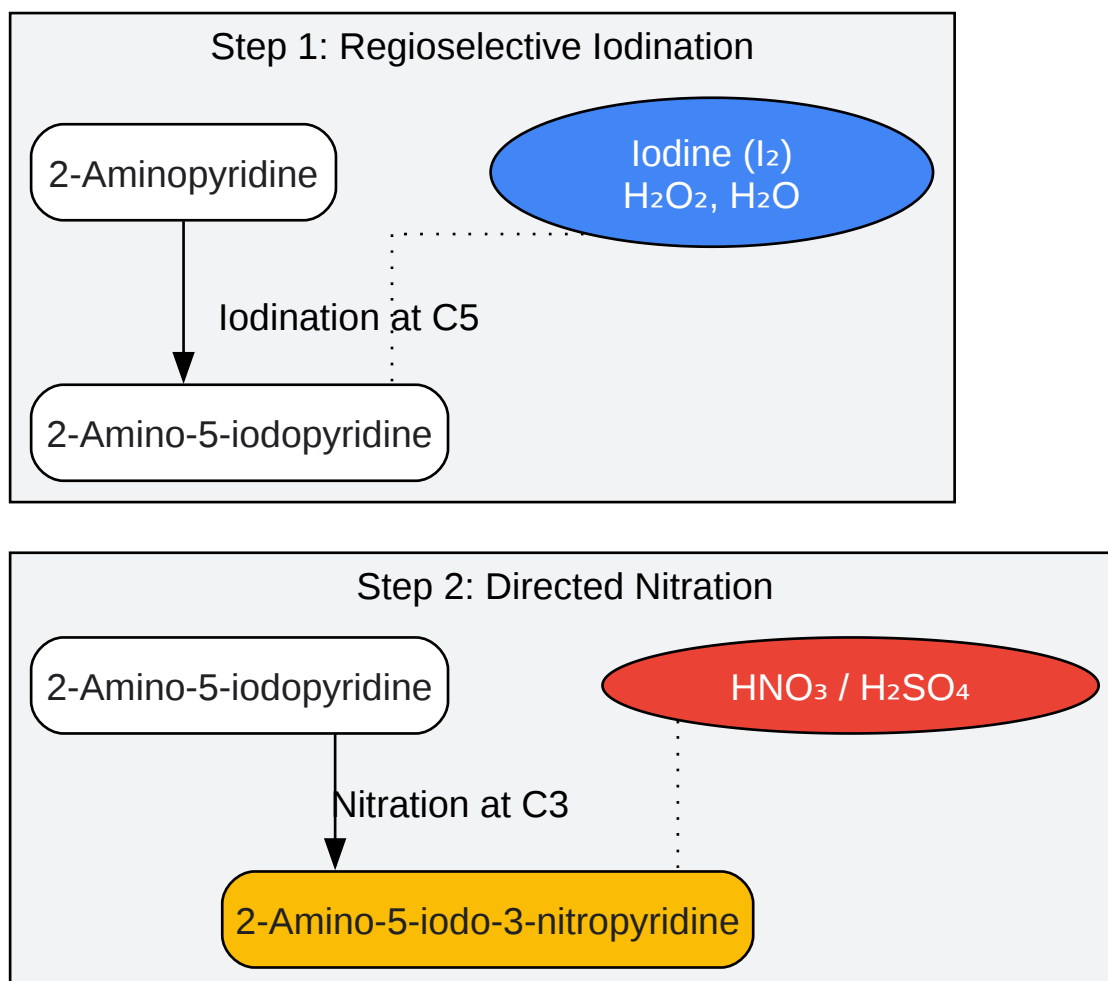 Step 1: Regioselective Iodination
2-Aminopyridine
Iodine (I₂)
H₂O₂, H₂O
Iodination at C5
2-Amino-5-iodopyridine
Step 2: Directed Nitration
2-Amino-5-iodopyridine
HNO₃ / H₂SO₄
Nitration at C3
2-Amino-5-iodo-3-nitropyridine